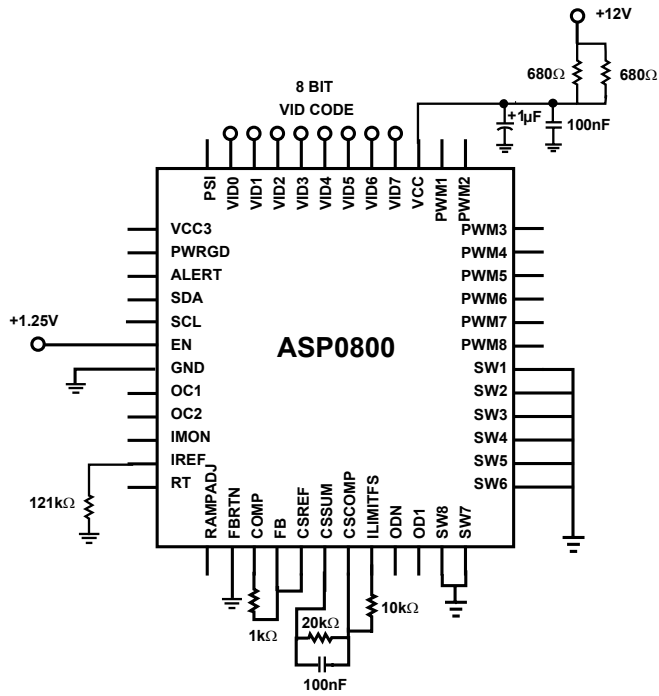 +12V
680Ω
680Ω
8 BIT
VID CODE
+1µF
100nF
PSI
VID0
VID1
VID2
VID3
VID4
VID5
VID6
VID7
VCC
PWM1
PWM2
VCC3
PWRGD
ALERT
SDA
SCL
+1.25V
EN
GND
OC1
OC2
IMON
IREF
RT
121kΩ
ASP0800
PWM3
PWM4
PWM5
PWM6
PWM7
PWM8
SW1
SW2
SW3
SW4
SW5
SW6
RAMPADJ
FBRTN
COMP
FB
CSREF
CSSUM
CSCOMP
ILIMITFS
ODN
OD1
SW8
SW7
1kΩ
20kΩ
10kΩ
100nF